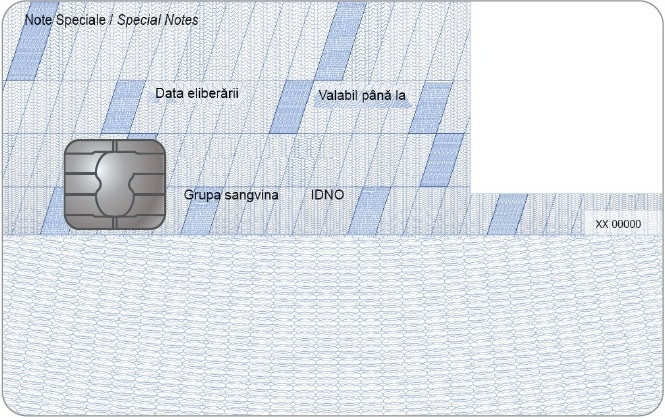 Note Speciale / Special Notes
Data eliberării
Valabil până la
Grupa sangvina
IDNO
XX 00000